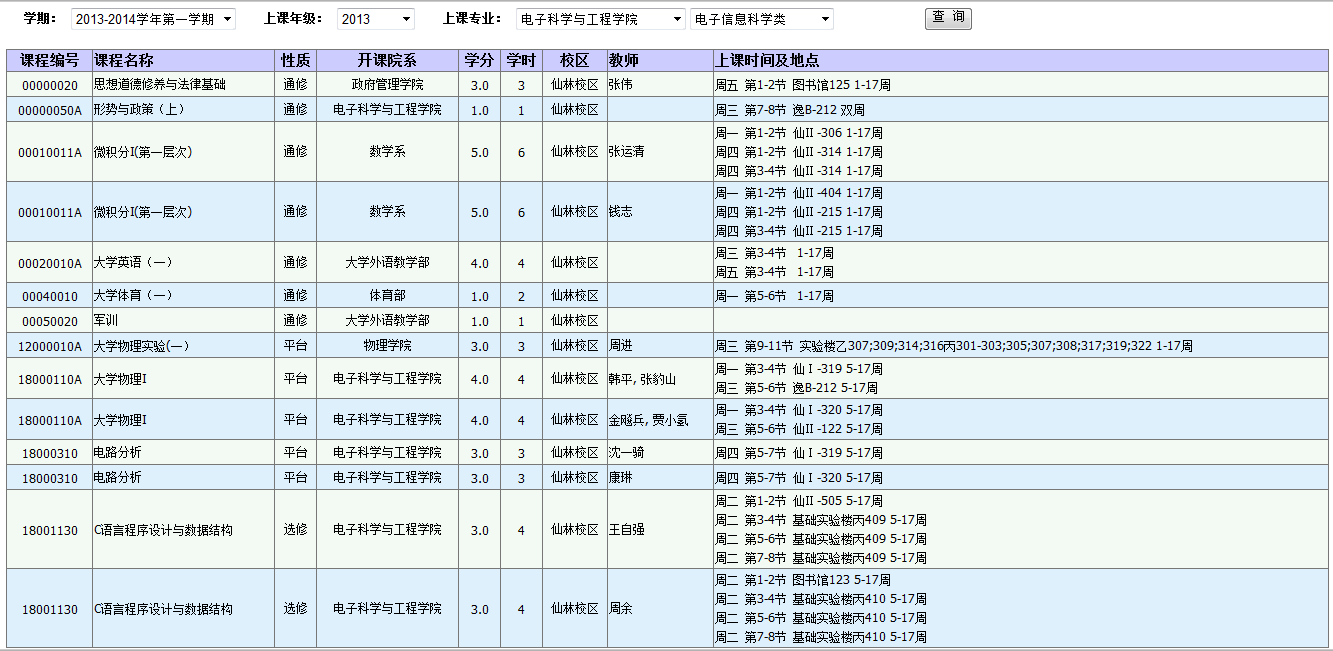 学期： 2013-2014学年第一学期 上课年级： 2013 上课专业： 电子科学与工程学院 电子信息科学类 查 询
课程编号 课程名称 性质 开课院系 学分 学时 校区 教师 上课时间及地点
00000020 思想道德修养与法律基础 通修 政府管理学院 3.0 3 仙林校区 张伟 周五 第1-2节 图书馆125 1-17周
00000050A 形势与政策（上） 通修 电子科学与工程学院 1.0 1 仙林校区 周三 第7-8节 逸B-212 双周
00010011A 微积分I(第一层次) 通修 数学系 5.0 6 仙林校区 张运清 周一 第1-2节 仙II -306 1-17周
周四 第1-2节 仙II -314 1-17周
周四 第3-4节 仙II -314 1-17周
00010011A 微积分I(第一层次) 通修 数学系 5.0 6 仙林校区 钱志 周一 第1-2节 仙II -404 1-17周
周四 第1-2节 仙II -215 1-17周
周四 第3-4节 仙II -215 1-17周
00020010A 大学英语（一） 通修 大学外语教学部 4.0 4 仙林校区 周三 第3-4节 1-17周
周五 第3-4节 1-17周
00040010 大学体育（一） 通修 体育部 1.0 2 仙林校区 周一 第5-6节 1-17周
00050020 军训 通修 大学外语教学部 1.0 1 仙林校区
12000010A 大学物理实验(一） 平台 物理学院 3.0 3 仙林校区 周进 周三 第9-11节 实验楼乙307;309;314;316丙301-303;305;307;308;317;319;322 1-17周
18000110A 大学物理I 平台 电子科学与工程学院 4.0 4 仙林校区 韩平, 张豹山 周一 第3-4节 仙 I -319 5-17周
周三 第5-6节 逸B-212 5-17周
18000110A 大学物理I 平台 电子科学与工程学院 4.0 4 仙林校区 金飚兵, 贾小氢 周一 第3-4节 仙 I -320 5-17周
周三 第5-6节 仙II -122 5-17周
18000310 电路分析 平台 电子科学与工程学院 3.0 3 仙林校区 沈一骑 周四 第5-7节 仙 I -319 5-17周
18000310 电路分析 平台 电子科学与工程学院 3.0 3 仙林校区 康琳 周四 第5-7节 仙 I -320 5-17周
18001130 C语言程序设计与数据结构 选修 电子科学与工程学院 3.0 4 仙林校区 王自强 周二 第1-2节 仙II -505 5-17周
周二 第3-4节 基础实验楼丙409 5-17周
周二 第5-6节 基础实验楼丙409 5-17周
周二 第7-8节 基础实验楼丙409 5-17周
18001130 C语言程序设计与数据结构 选修 电子科学与工程学院 3.0 4 仙林校区 周余 周二 第1-2节 图书馆123 5-17周
周二 第3-4节 基础实验楼丙410 5-17周
周二 第5-6节 基础实验楼丙410 5-17周
周二 第7-8节 基础实验楼丙410 5-17周